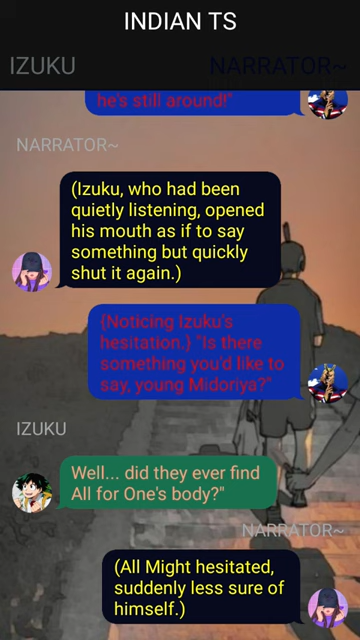 INDIAN TS
IZUKU
NARRATOR~
he's still around!"
NARRATOR~
(Izuku, who had been
quietly listening, opened
his mouth as if to say
something but quickly
shut it again.)
{Noticing Izuku's
hesitation.} "Is there
something you'd like to
say, young Midoriya?"
IZUKU
Well... did they ever find
All for One's body?"
NARRATOR~
(All Might hesitated,
suddenly less sure of
himself.)